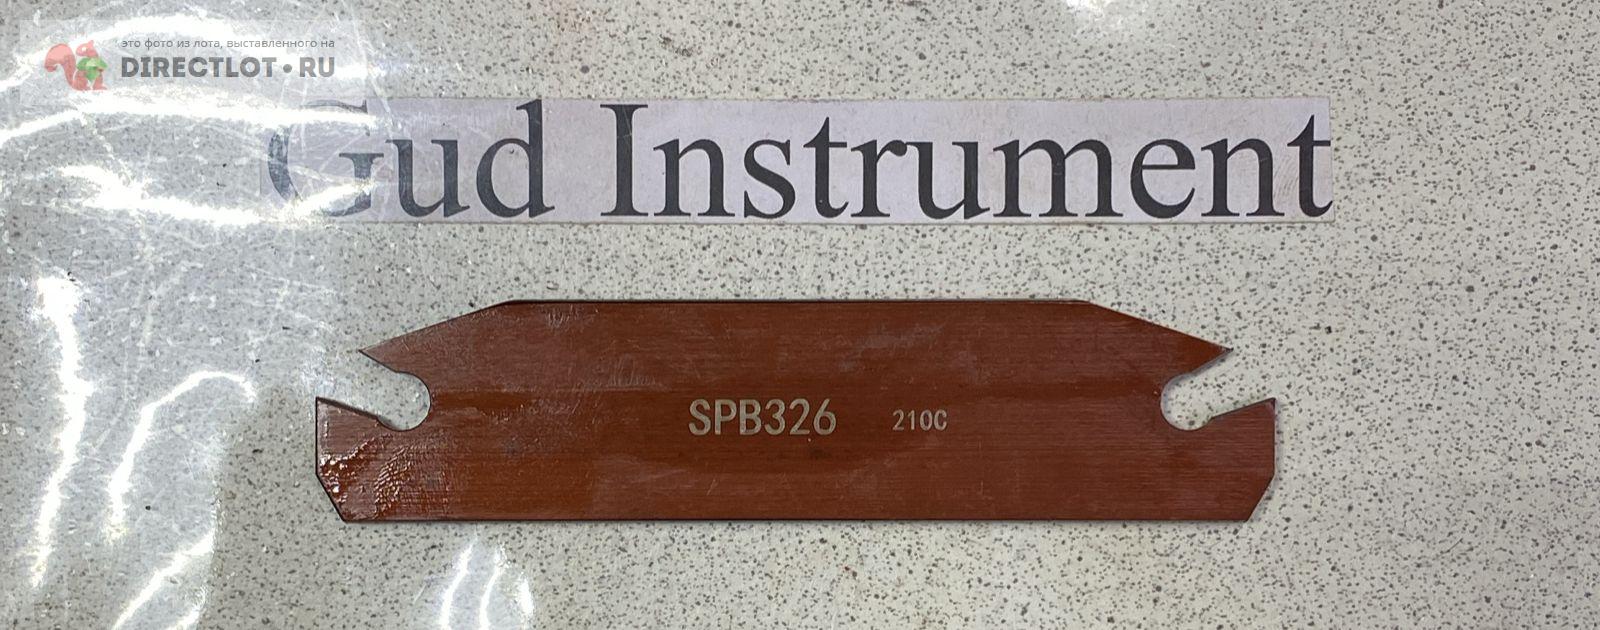 это фото из лота, выставленного на
DIRECTLOT•RU
Gud Instrument
SPB326 210C